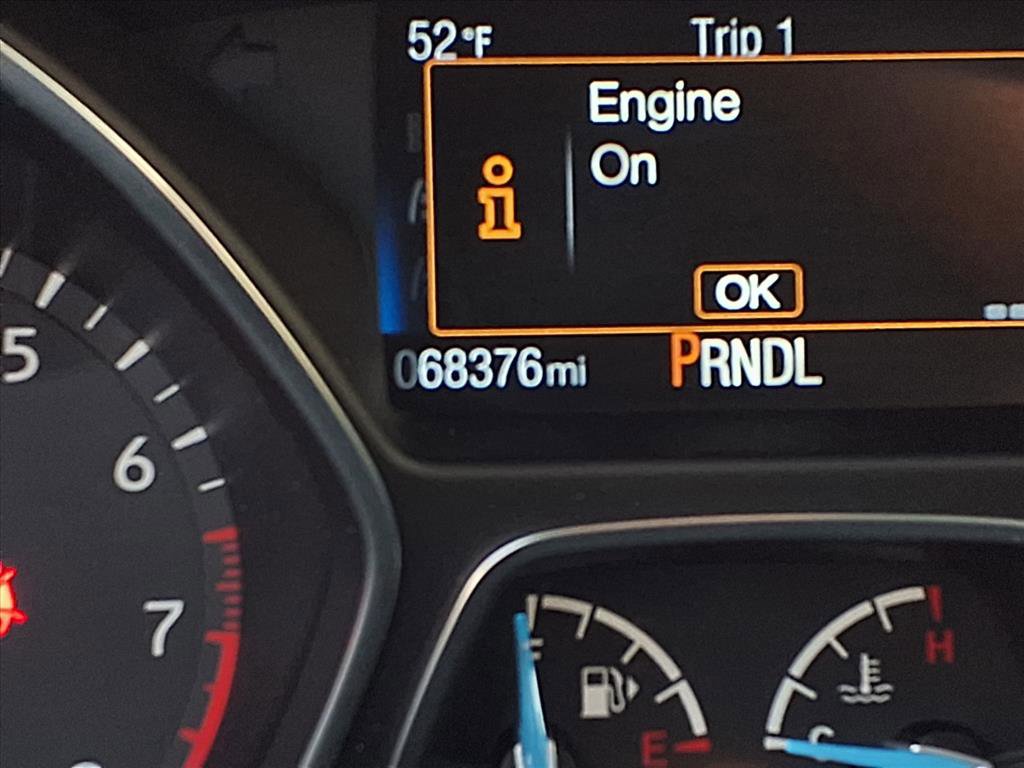 52°F Trip 1
Engine
On
OK
068376mi PRNDL
5
6
7
F
E
H
C